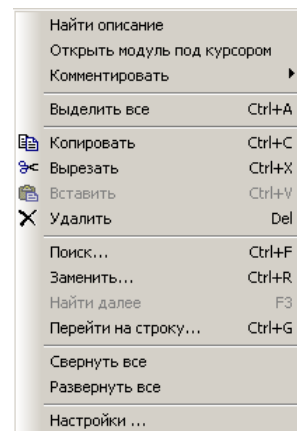 Найти описание
Открыть модуль под курсором
Комментировать
Выделить все Ctrl+A
Копировать Ctrl+C
Вырезать Ctrl+X
Вставить Ctrl+V
Удалить Del
Поиск... Ctrl+F
Заменить... Ctrl+R
Найти далее F3
Перейти на строку... Ctrl+G
Свернуть все
Развернуть все
Настройки ...